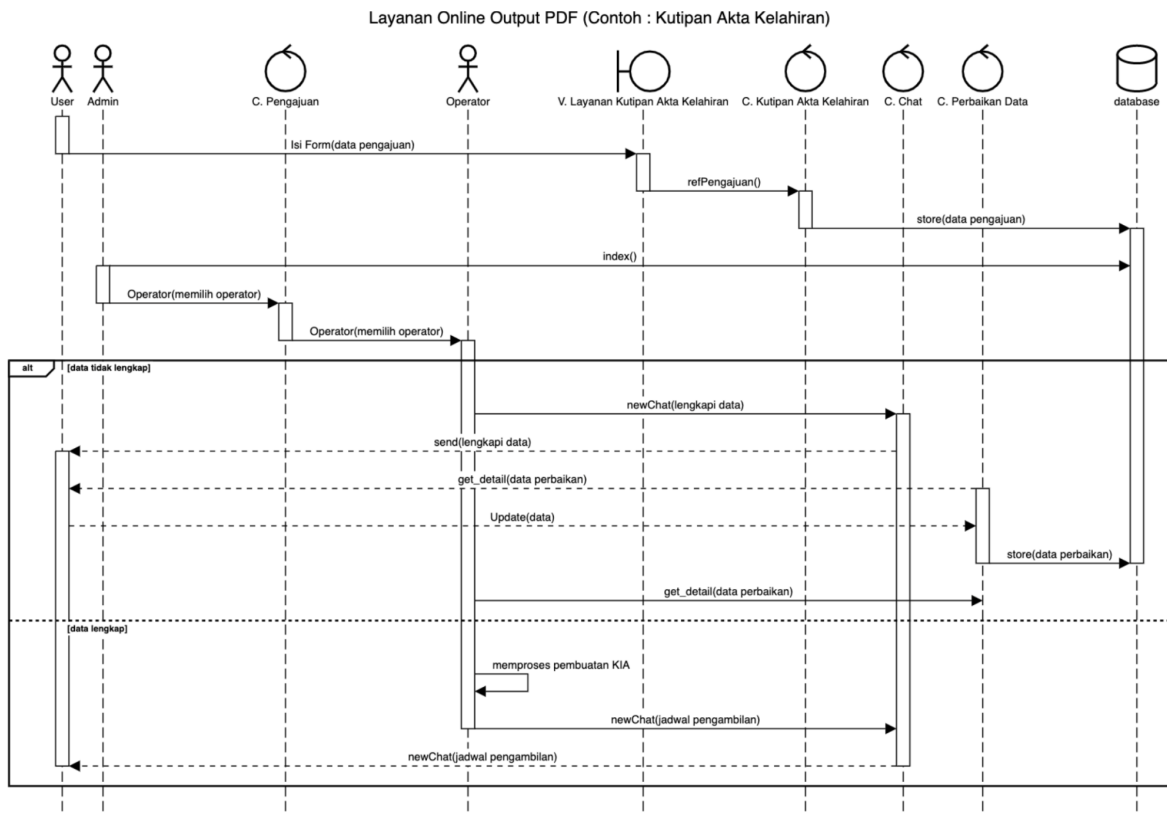 Layanan Online Output PDF (Contoh : Kutipan Akta Kelahiran)
User
Admin
C. Pengajuan
Operator
V. Layanan Kutipan Akta Kelahiran
C. Kutipan Akta Kelahiran
C. Chat
C. Perbaikan Data
database
Isi Form(data pengajuan)
refPengajuan()
store(data pengajuan)
index()
Operator(memilih operator)
Operator(memilih operator)
alt
[data tidak lengkap]
newChat(lengkapi data)
send(lengkapi data)
get_detail(data perbaikan)
Update(data)
store(data perbaikan)
get_detail(data perbaikan)
[data lengkap]
memproses pembuatan KIA
newChat(jadwal pengambilan)
newChat(jadwal pengambilan)